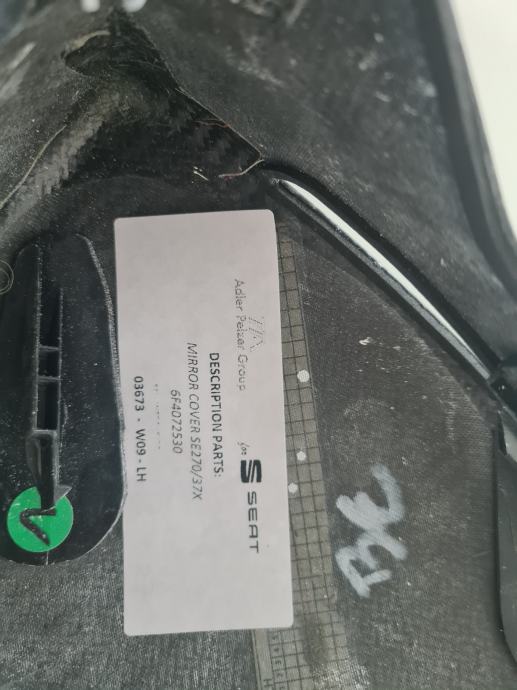 Adler Pelzer Group
for SEAT
DESCRIPTION PARTS:
MIRROR COVER SE270/37X
6F4072530
03673 - W09 - LH